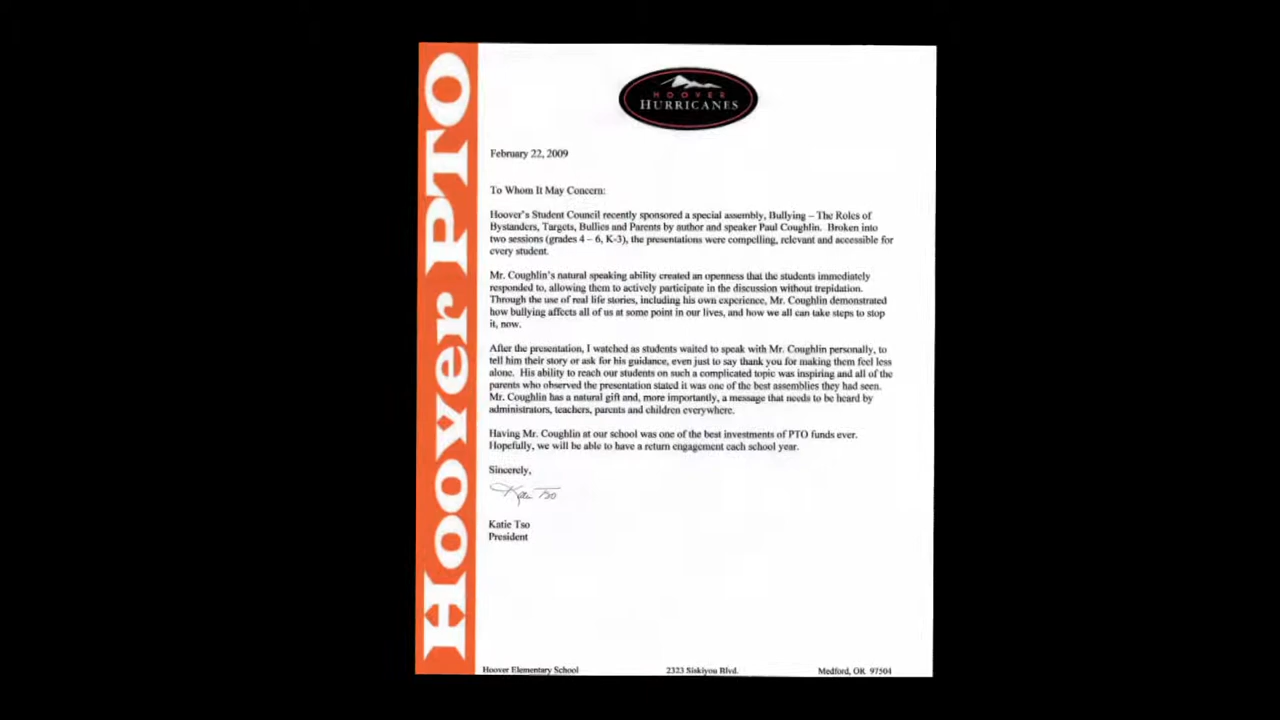 Hoover PTO
HOOVER
HURRICANES
February 22, 2009
To Whom It May Concern:
Hoover's Student Council recently sponsored a special assembly, Bullying – The Roles of
Bystanders, Targets, Bullies and Parents by author and speaker Paul Coughlin. Broken into
two sessions (grades 4 – 6, K-3), the presentations were compelling, relevant and accessible for
every student.
Mr. Coughlin's natural speaking ability created an openness that the students immediately
responded to, allowing them to actively participate in the discussion without trepidation.
Through the use of real life stories, including his own experience, Mr. Coughlin demonstrated
how bullying affects all of us at some point in our lives, and how we all can take steps to stop
it, now.
After the presentation, I watched as students waited to speak with Mr. Coughlin personally, to
tell him their story or ask for his guidance, even just to say thank you for making them feel less
alone. His ability to reach our students on such a complicated topic was inspiring and all of the
parents who observed the presentation stated it was one of the best assemblies they had seen.
Mr. Coughlin has a natural gift and, more importantly, a message that needs to be heard by
administrators, teachers, parents and children everywhere.
Having Mr. Coughlin at our school was one of the best investments of PTO funds ever.
Hopefully, we will be able to have a return engagement each school year.
Sincerely,
Katie Tso
Katie Tso
President
Hoover Elementary School 2323 Siskiyou Blvd. Medford, OR 97504